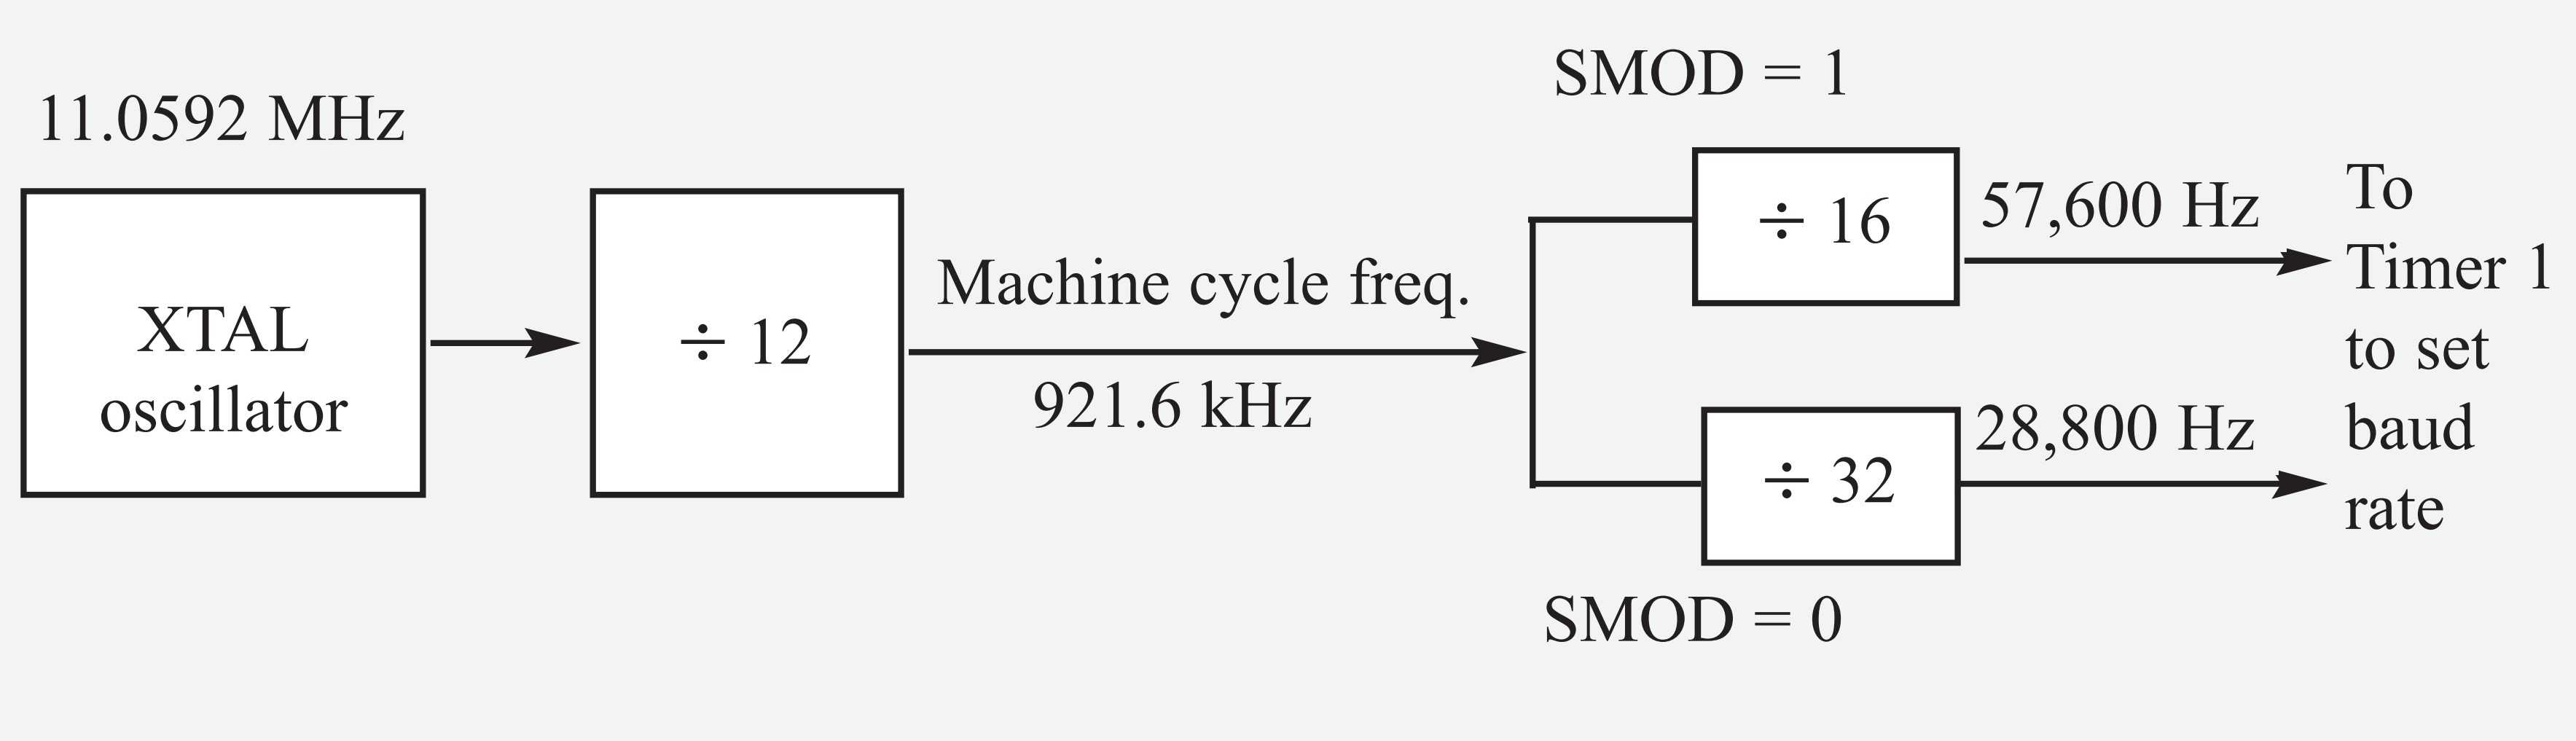 11.0592 MHz
XTAL
oscillator
÷ 12
Machine cycle freq.
921.6 kHz
SMOD = 1
÷ 16
57,600 Hz
÷ 32
28,800 Hz
SMOD = 0
To
Timer 1
to set
baud
rate